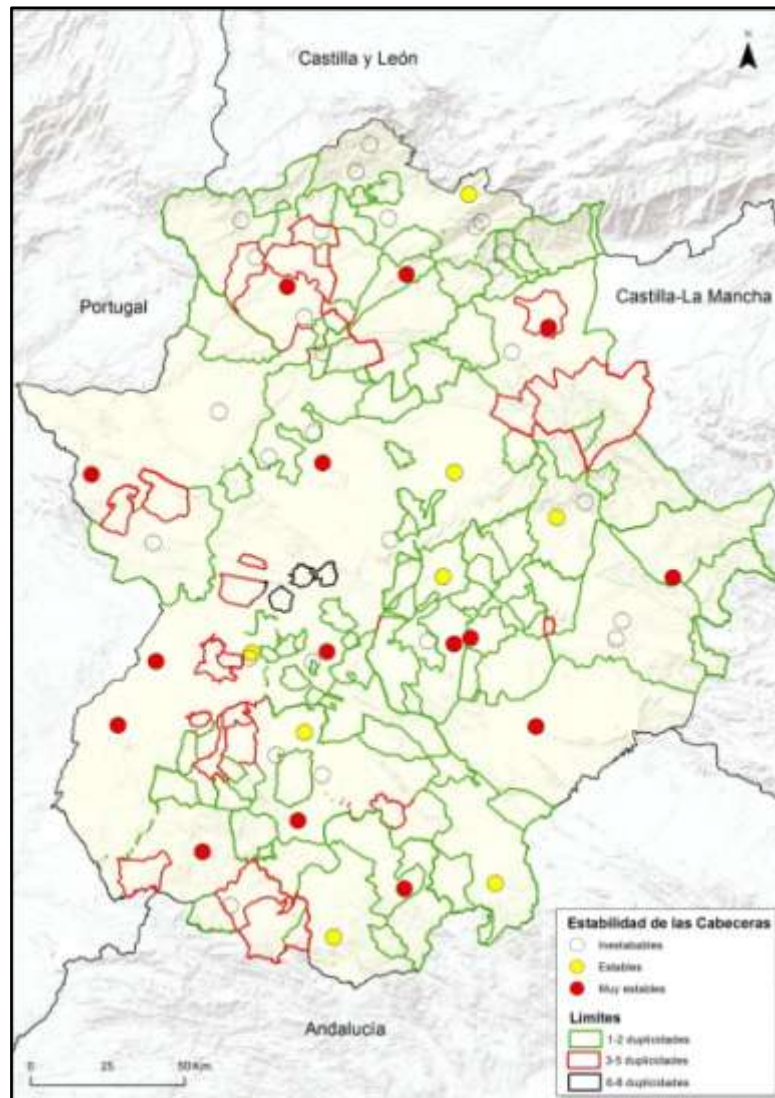 Castilla y León
N
Portugal
Castilla-La Mancha
Andalucía
Estabilidad de las Cabeceras
Inestabables
Estables
Muy estables
Límites
1-2 duplicidades
3-5 duplicidades
6-8 duplicidades
0 25 50 Km